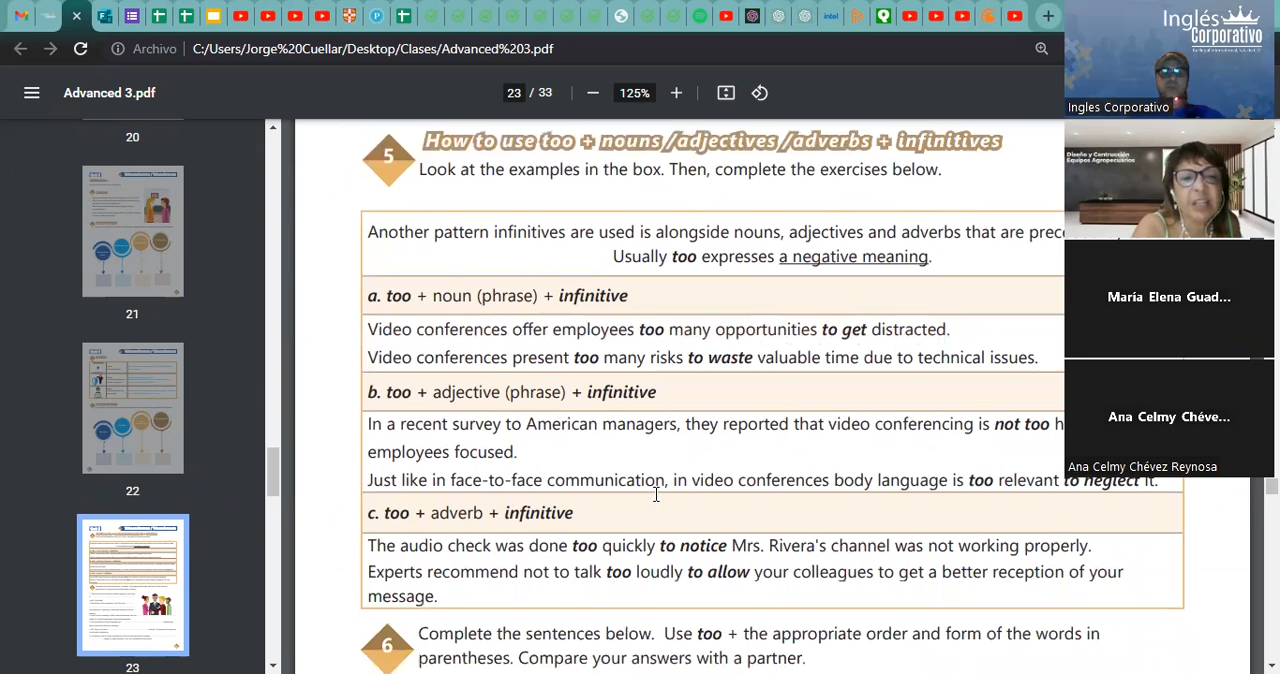 Archivo
C:/Users/Jorge%20Cuellar/Desktop/Clases/Advanced%203.pdf
Advanced 3.pdf
23 / 33
125%
20
21
22
23
5
How to use too + nouns /adjectives /adverbs + infinitives
Look at the examples in the box. Then, complete the exercises below.
Another pattern infinitives are used is alongside nouns, adjectives and adverbs that are prece
Usually too expresses a negative meaning.
a. too + noun (phrase) + infinitive
Video conferences offer employees too many opportunities to get distracted.
Video conferences present too many risks to waste valuable time due to technical issues.
b. too + adjective (phrase) + infinitive
In a recent survey to American managers, they reported that video conferencing is not too h
employees focused.
Just like in face-to-face communication, in video conferences body language is too relevant to neglect it.
c. too + adverb + infinitive
The audio check was done too quickly to notice Mrs. Rivera's channel was not working properly.
Experts recommend not to talk too loudly to allow your colleagues to get a better reception of your
message.
6
Complete the sentences below. Use too + the appropriate order and form of the words in
parentheses. Compare your answers with a partner.
Inglés
Corporativo
Ingles Corporativo
Diseño y Contrucción
Equipos Agropecuarios
María Elena Guad...
Ana Celmy Chéve...
Ana Celmy Chávez Reynosa
intel